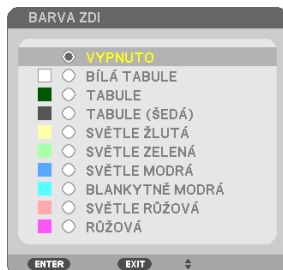 BARVA ZDI
VYPNUTO
BÍLÁ TABULE
TABULE
TABULE (ŠEDÁ)
SVĚTLE ŽLUTÁ
SVĚTLE ZELENÁ
SVĚTLE MODRÁ
BLANKYTNĚ MODRÁ
SVĚTLE RŮŽOVÁ
RŮŽOVÁ
ENTER EXIT